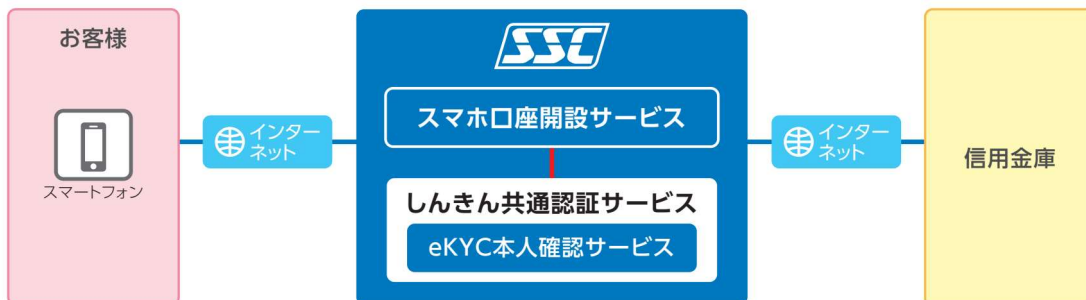 お客様
スマートフォン
インター
ネット
SSC
スマホ口座開設サービス
しんきん共通認証サービス
eKYC本人確認サービス
インター
ネット
信用金庫